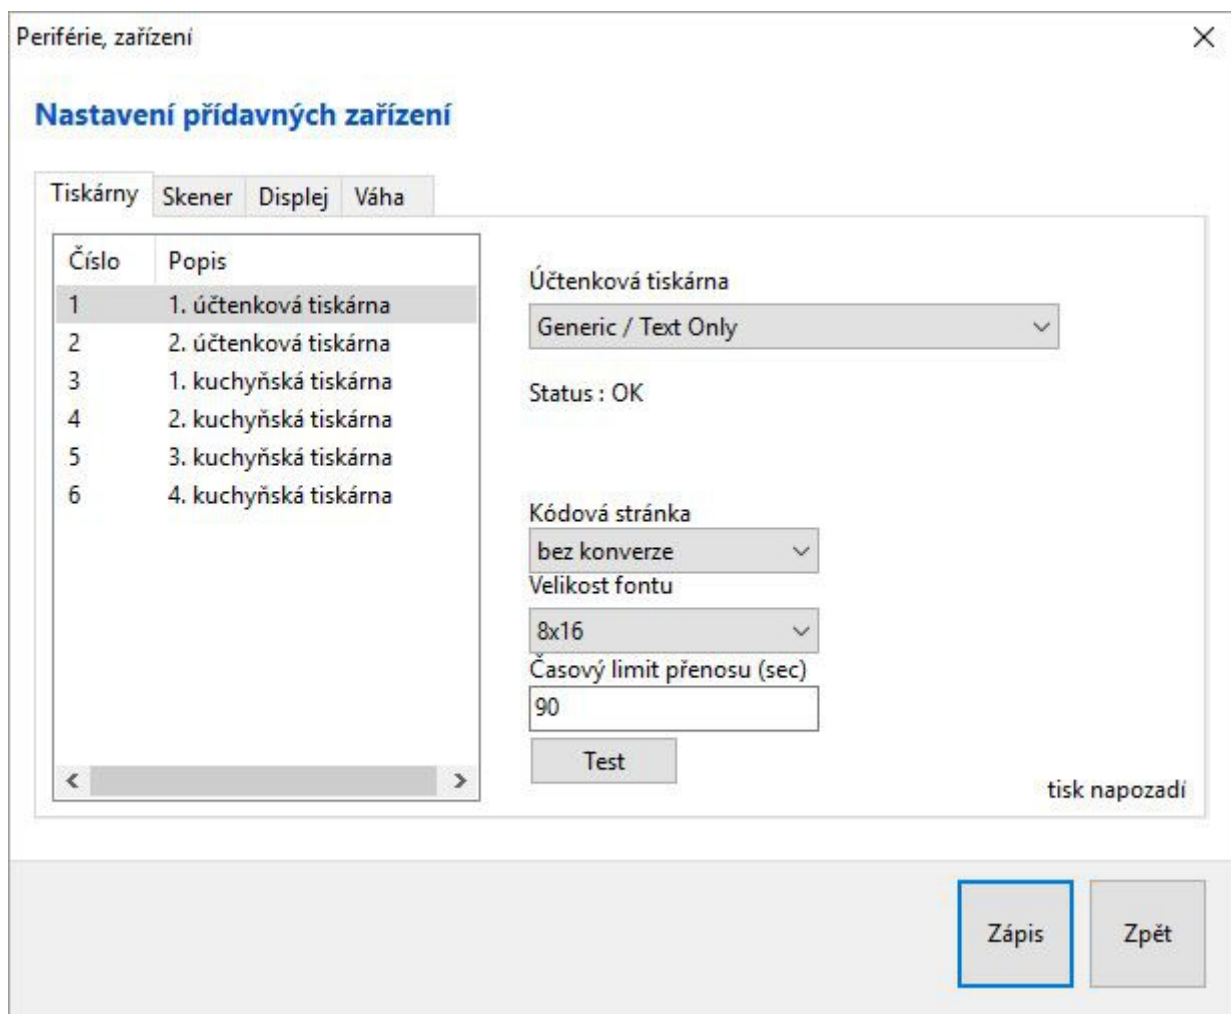 Periférie, zařízení
Nastavení přídavných zařízení
Tiskárny Skener Displej Váha
Číslo Popis
1 1. účtenková tiskárna
2 2. účtenková tiskárna
3 1. kuchyňská tiskárna
4 2. kuchyňská tiskárna
5 3. kuchyňská tiskárna
6 4. kuchyňská tiskárna
Účtenková tiskárna
Generic / Text Only
Status : OK
Kódová stránka
bez konverze
Velikost fontu
8x16
Časový limit přenosu (sec)
90
Test
tisk napozadí
Zápis Zpět